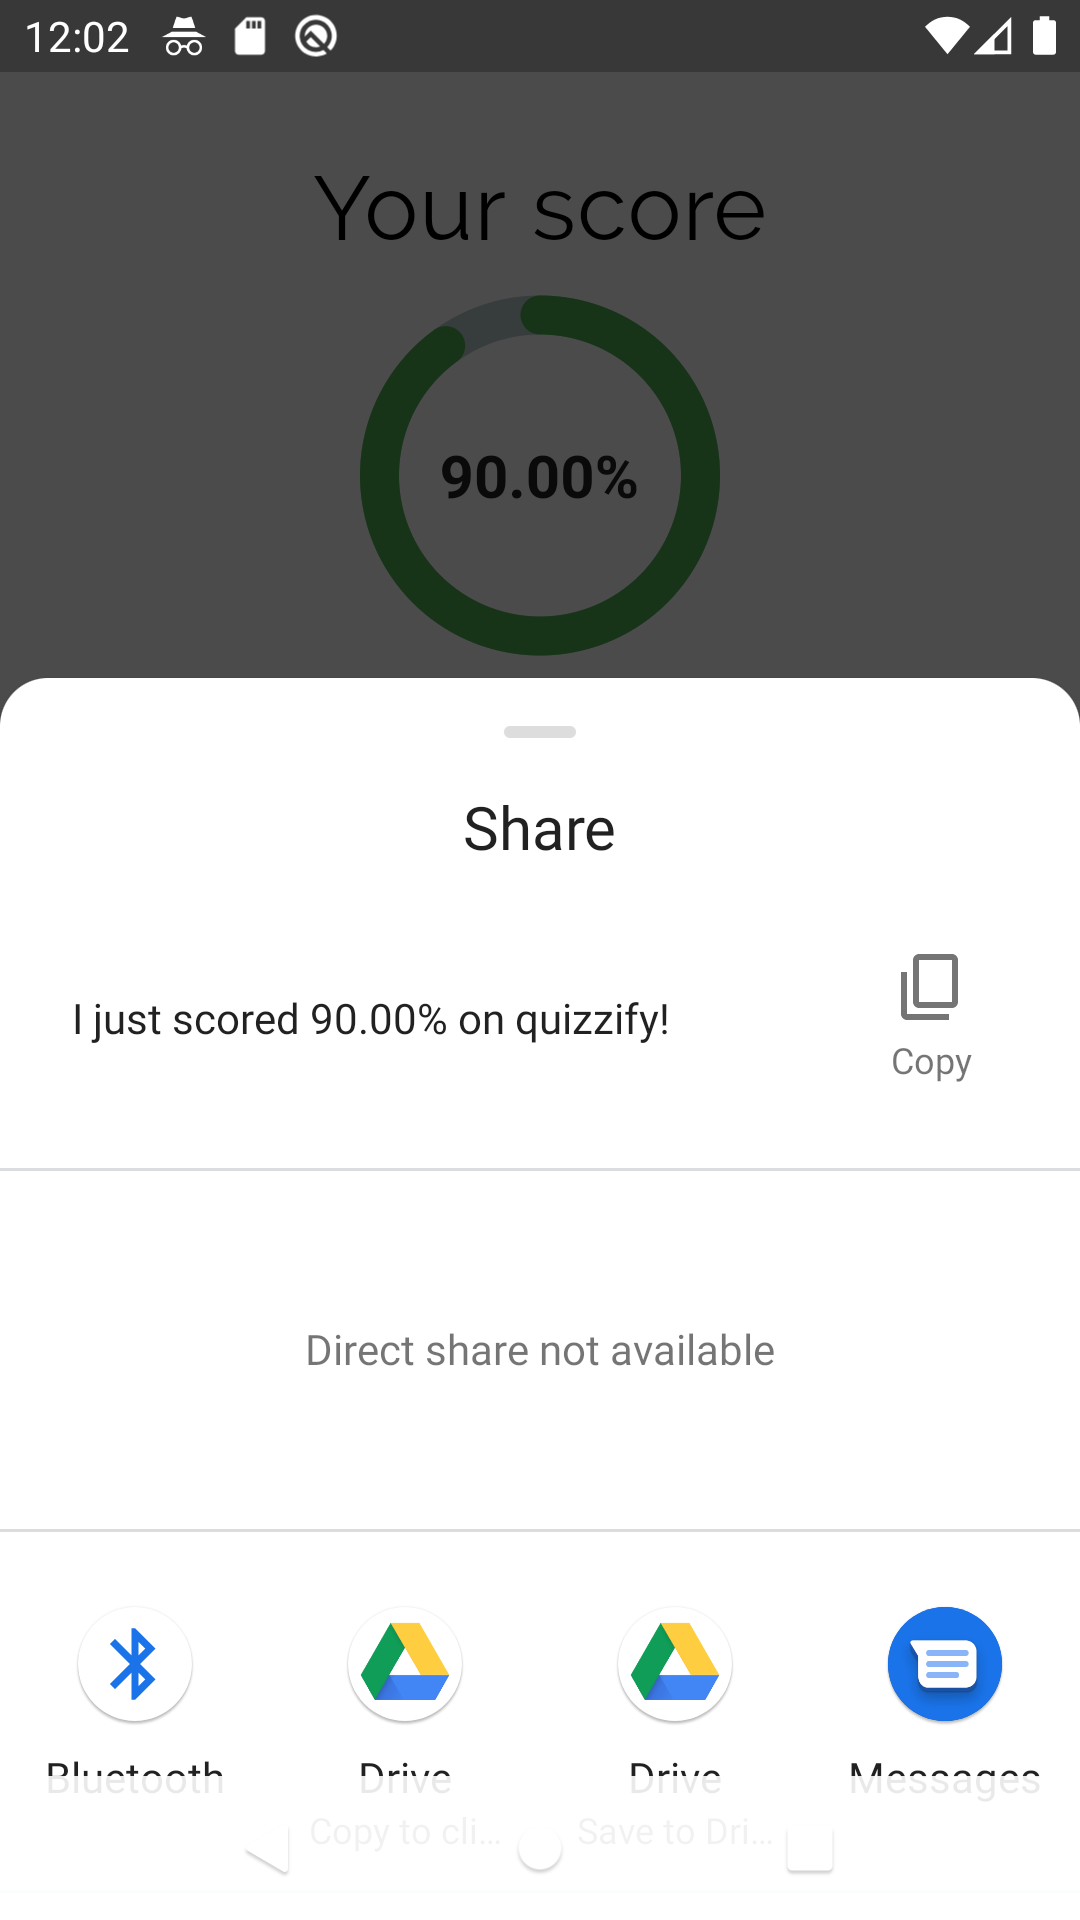 12:02
Your score
90.00%
Share
I just scored 90.00% on quizzify!
Copy
Direct share not available
Bluetooth
Drive
Drive
Messages
Copy to cli...
Save to Dri...